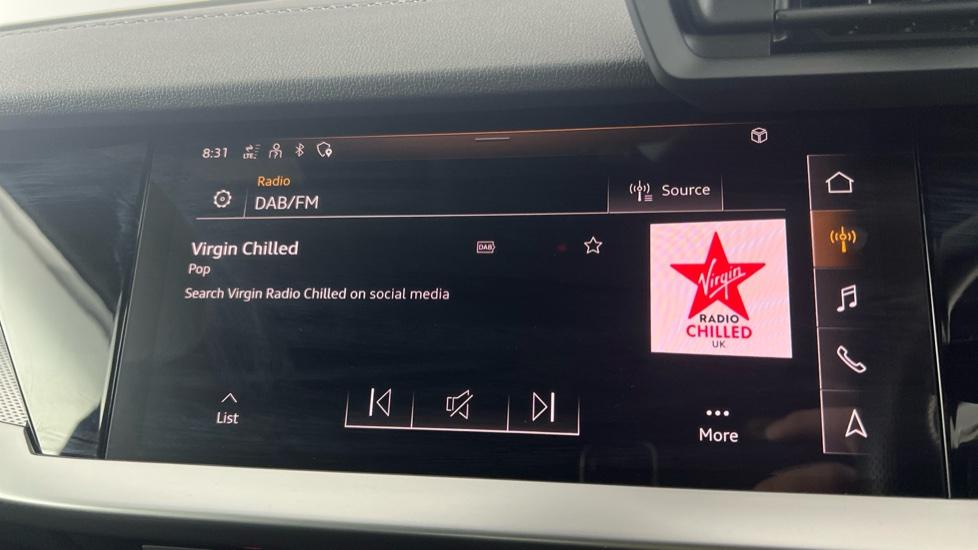 8:31 LTE
Radio
DAB/FM
Source
Virgin Chilled
DAB
Pop
Search Virgin Radio Chilled on social media
Virgin
RADIO
CHILLED
UK
List
More